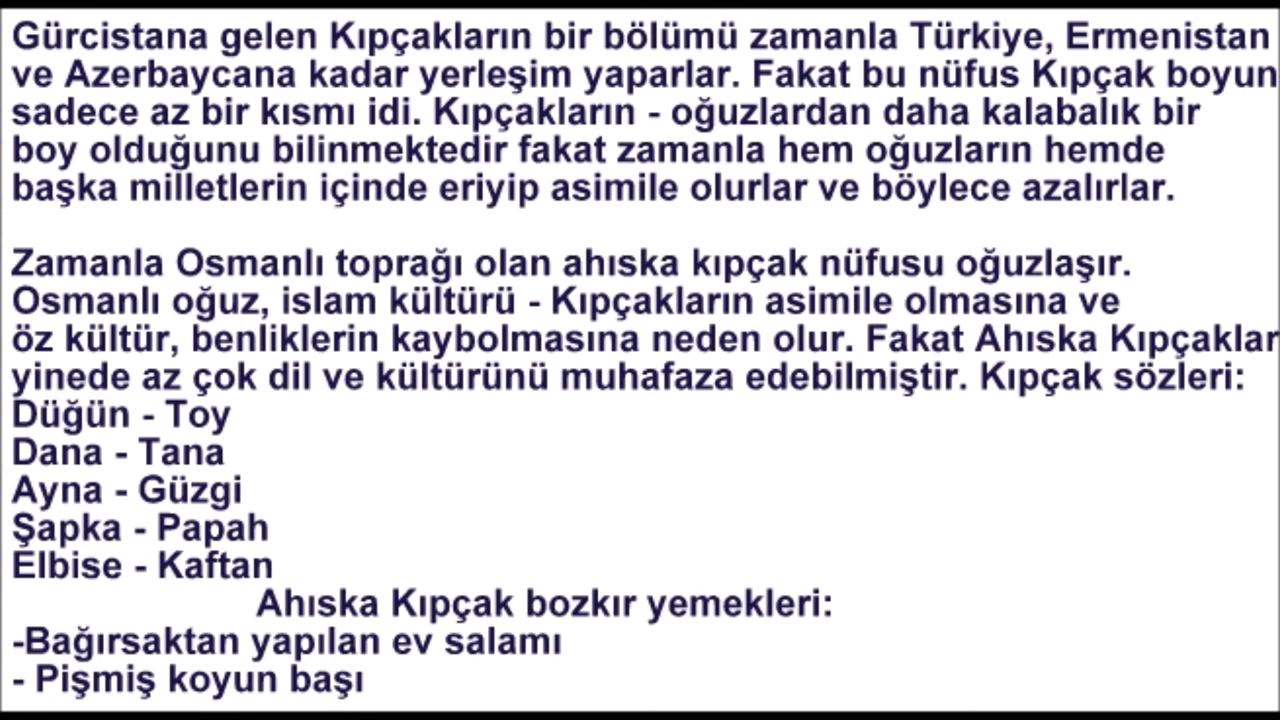 Gürcistana gelen Kıpçakların bir bölümü zamanla Türkiye, Ermenistan
ve Azerbaycana kadar yerleşim yaparlar. Fakat bu nüfus Kıpçak boyun
sadece az bir kısmı idi. Kıpçakların - oğuzlardan daha kalabalık bir
boy olduğunu bilinmektedir fakat zamanla hem oğuzların hemde
başka milletlerin içinde eriyip asimile olurlar ve böylece azalırlar.
Zamanla Osmanlı toprağı olan ahıska kıpçak nüfusu oğuzlaşır.
Osmanlı oğuz, islam kültürü - Kıpçakların asimile olmasına ve
öz kültür, benliklerin kaybolmasına neden olur. Fakat Ahıska Kıpçaklar
yinede az çok dil ve kültürünü muhafaza edebilmiştir. Kıpçak sözleri:
Düğün - Toy
Dana - Tana
Ayna - Güzgi
Şapka - Papah
Elbise - Kaftan
Ahıska Kıpçak bozkır yemekleri:
-Bağırsaktan yapılan ev salamı
- Pişmiş koyun başı